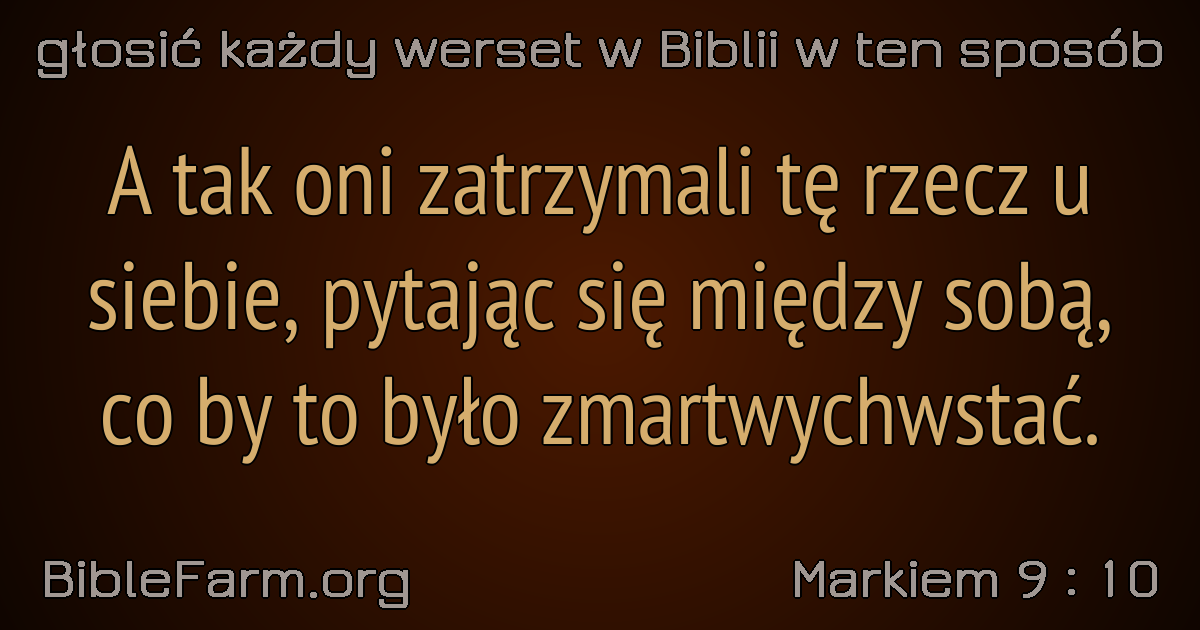 głosić każdy werset w Biblii w ten sposób
A tak oni zatrzymali tę rzecz u
siebie, pytając się między sobą,
co by to było zmartwychwstać.
BibleFarm.org
Markiem 9 : 10